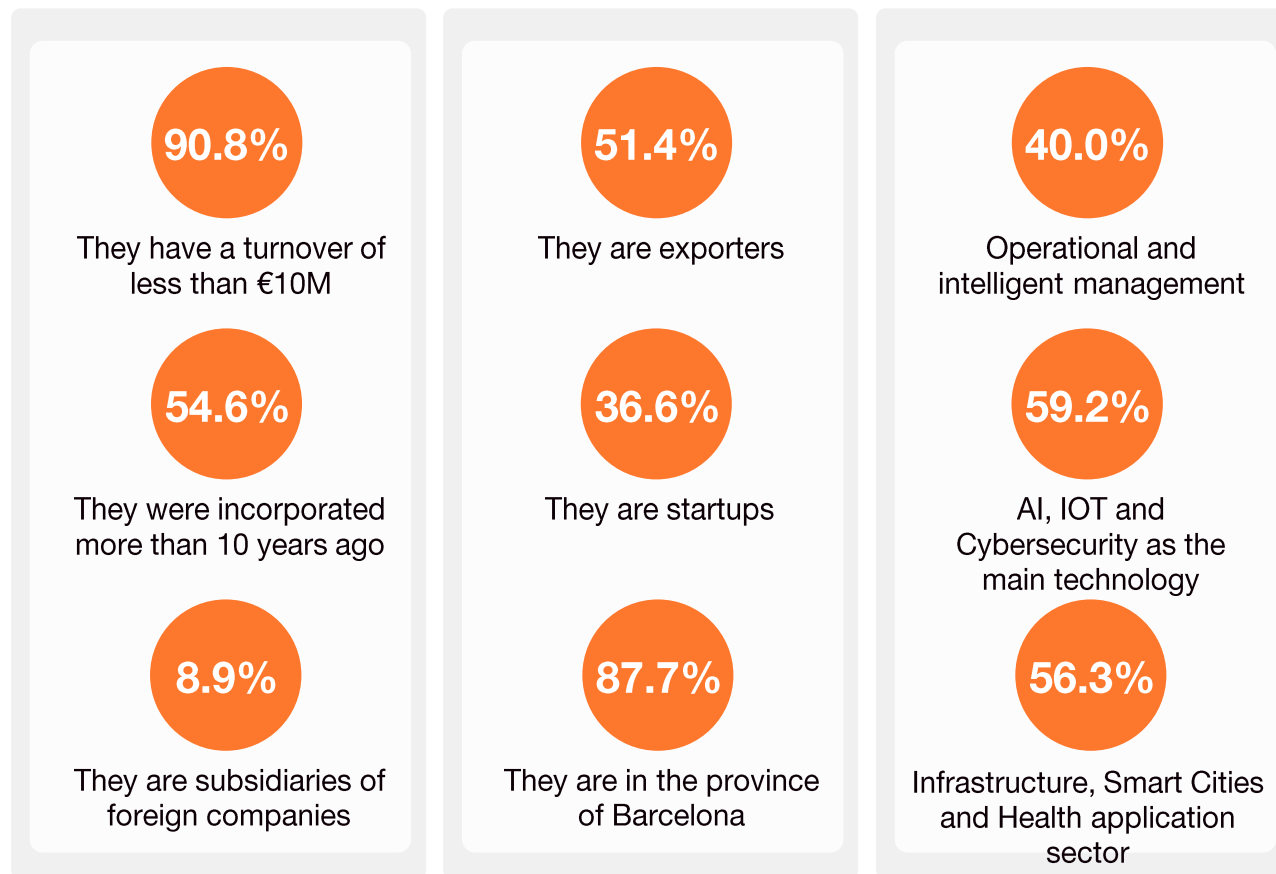 90.8%
They have a turnover of
less than €10M
54.6%
They were incorporated
more than 10 years ago
8.9%
They are subsidiaries of
foreign companies
51.4%
They are exporters
36.6%
They are startups
87.7%
They are in the province
of Barcelona
40.0%
Operational and
intelligent management
59.2%
AI, IOT and
Cybersecurity as the
main technology
56.3%
Infrastructure, Smart Cities
and Health application
sector